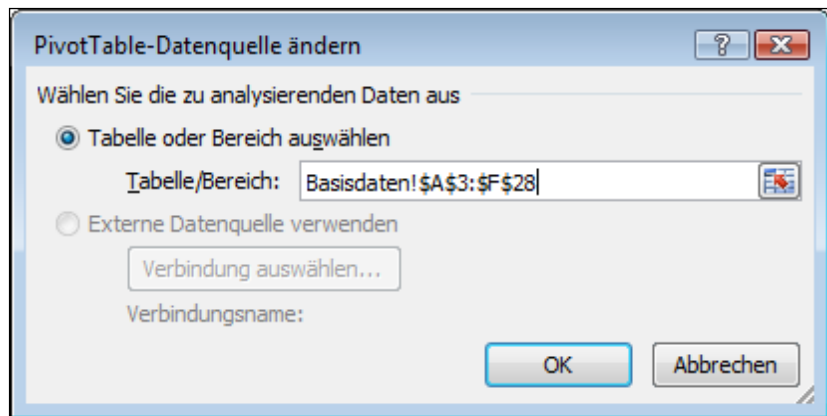 PivotTable-Datenquelle ändern
Wählen Sie die zu analysierenden Daten aus
Tabelle oder Bereich auswählen
Tabelle/Bereich: Basisdaten!$A$3:$F$28
Externe Datenquelle verwenden
Verbindung auswählen...
Verbindungsname:
OK Abbrechen